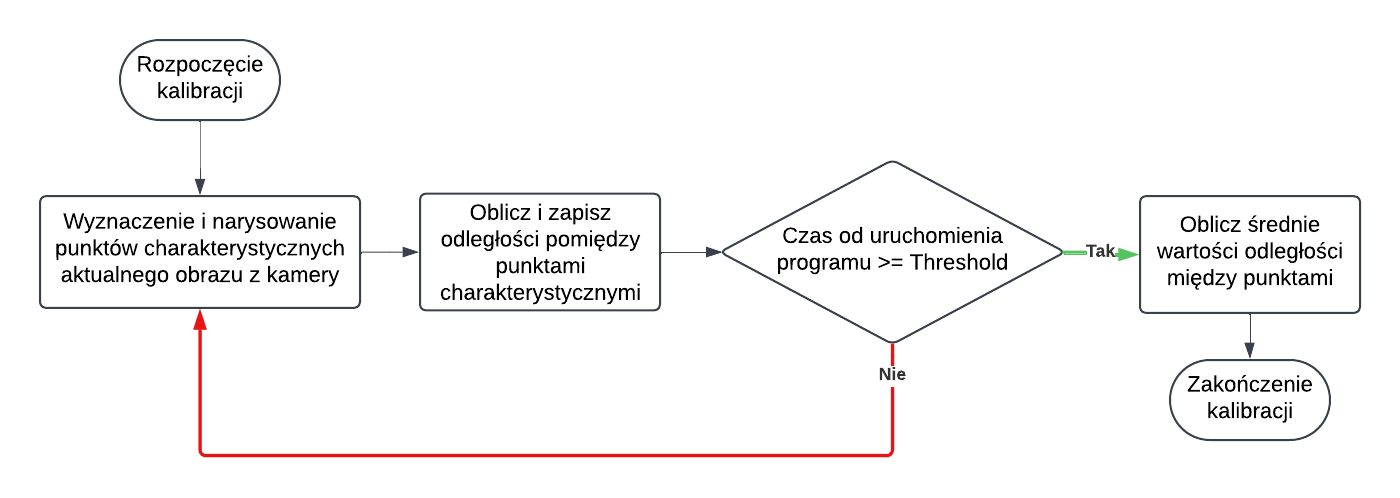 Rozpoczęcie
kalibracji
Wyznaczenie i narysowanie
punktów charakterystycznych
aktualnego obrazu z kamery
Oblicz i zapisz
odległości pomiędzy
punktami
charakterystycznymi
Czas od uruchomienia
programu >= Threshold
Tak
Nie
Oblicz średnie
wartości odległości
między punktami
Zakończenie
kalibracji